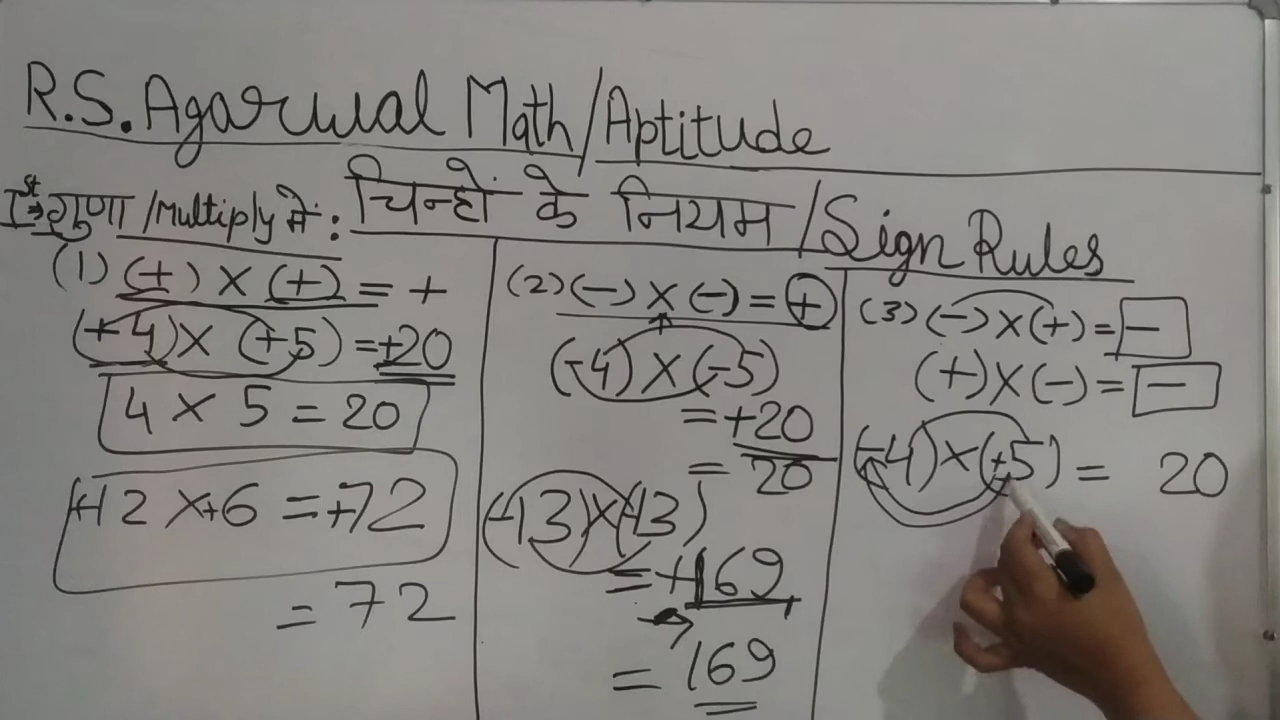 R.S. Agarwal Math/Aptitude
1st→ गुणा/Multiply में: चिन्हों के नियम/Sign Rules
(1) (+) × (+) = +
(+4) × (+5) = +20
4 × 5 = 20
+12 × +6 = +72
= 72
(2) (-) × (-) = +
(-4) × (-5)
= +20
= 20
(-13) × (-13)
= +169
→
= 169
(3) (-) × (+) = -
(+) × (-) = -
(-4) × (+5) = 20